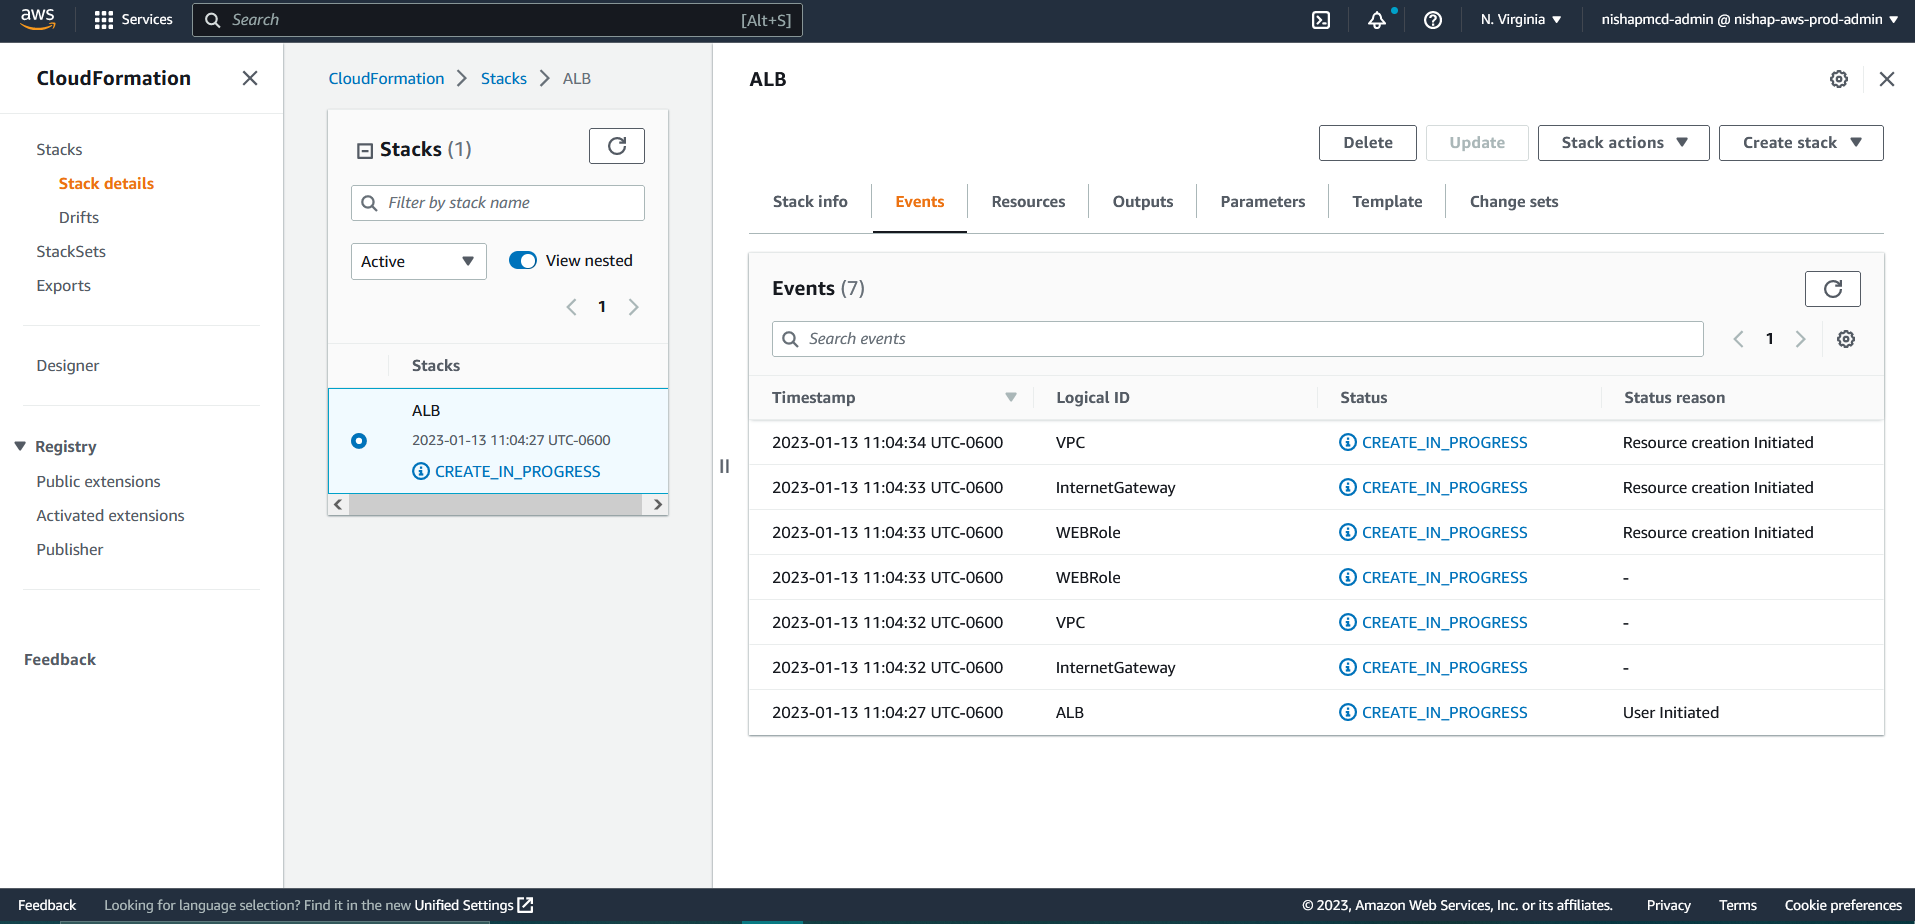 aws
Services
Search
[Alt+S]
N. Virginia
nishapmcd-admin @ nishap-aws-prod-admin
CloudFormation
Stacks
Stack details
Drifts
StackSets
Exports
Designer
Registry
Public extensions
Activated extensions
Publisher
Feedback
CloudFormation
Stacks
ALB
Stacks (1)
Filter by stack name
Active
View nested
1
Stacks
ALB
2023-01-13 11:04:27 UTC-0600
CREATE_IN_PROGRESS
ALB
Delete
Update
Stack actions
Create stack
Stack info
Events
Resources
Outputs
Parameters
Template
Change sets
Events (7)
Search events
1
Timestamp Logical ID Status Status reason
2023-01-13 11:04:34 UTC-0600 VPC CREATE_IN_PROGRESS Resource creation Initiated
2023-01-13 11:04:33 UTC-0600 InternetGateway CREATE_IN_PROGRESS Resource creation Initiated
2023-01-13 11:04:33 UTC-0600 WEBRole CREATE_IN_PROGRESS Resource creation Initiated
2023-01-13 11:04:33 UTC-0600 WEBRole CREATE_IN_PROGRESS -
2023-01-13 11:04:32 UTC-0600 VPC CREATE_IN_PROGRESS -
2023-01-13 11:04:32 UTC-0600 InternetGateway CREATE_IN_PROGRESS -
2023-01-13 11:04:27 UTC-0600 ALB CREATE_IN_PROGRESS User Initiated
Feedback
Looking for language selection? Find it in the new Unified Settings
© 2023, Amazon Web Services, Inc. or its affiliates.
Privacy
Terms
Cookie preferences